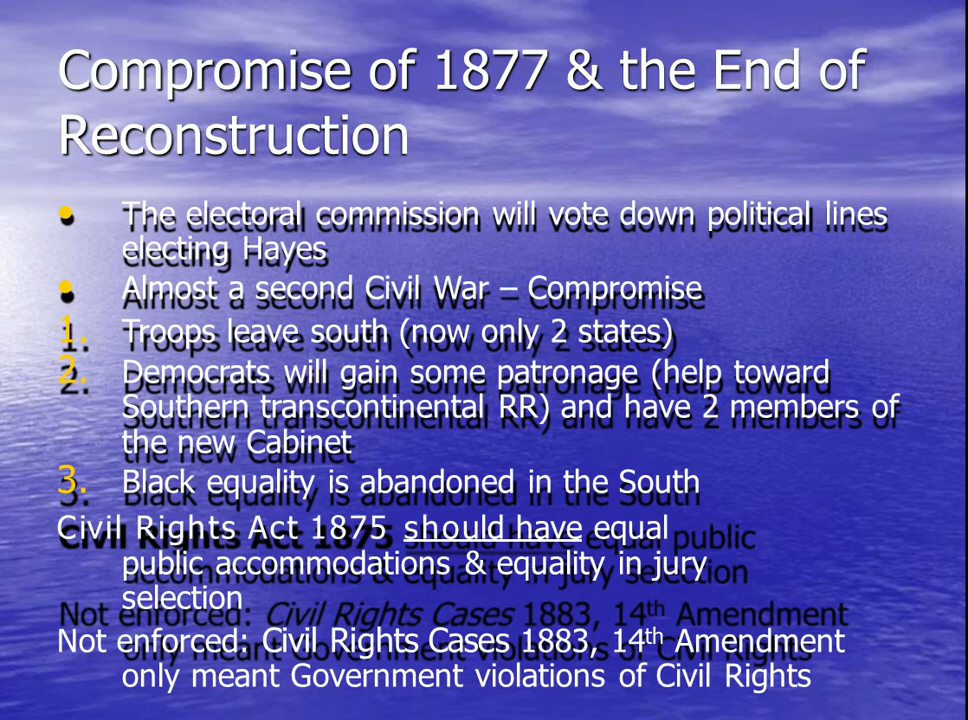 Compromise of 1877 & the End of
Reconstruction
• The electoral commission will vote down political lines
electing Hayes
• Almost a second Civil War – Compromise
1. Troops leave south (now only 2 states)
2. Democrats will gain some patronage (help toward
Southern transcontinental RR) and have 2 members of
the new Cabinet
3. Black equality is abandoned in the South
Civil Rights Act 1875 should have equal
public accommodations & equality in jury
selection
Not enforced: Civil Rights Cases 1883, 14th Amendment
only meant Government violations of Civil Rights